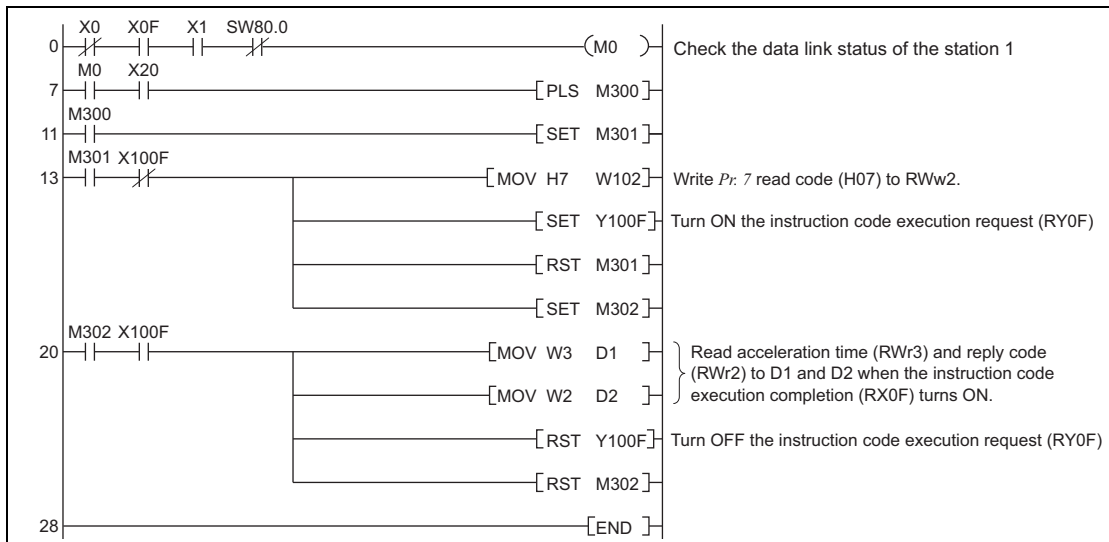 X0 X0F X1 SW80.0
0 (M0 ) Check the data link status of the station 1
M0 X20
7 [PLS M300]
M300
11 [SET M301]
M301 X100F
13 [MOV H7 W102] Write Pr. 7 read code (H07) to RWw2.
[SET Y100F] Turn ON the instruction code execution request (RY0F)
[RST M301]
[SET M302]
M302 X100F
20 [MOV W3 D1 ] Read acceleration time (RWr3) and reply code
(RWr2) to D1 and D2 when the instruction code
[MOV W2 D2 ] execution completion (RX0F) turns ON.
[RST Y100F] Turn OFF the instruction code execution request (RY0F)
[RST M302]
28 [END ]